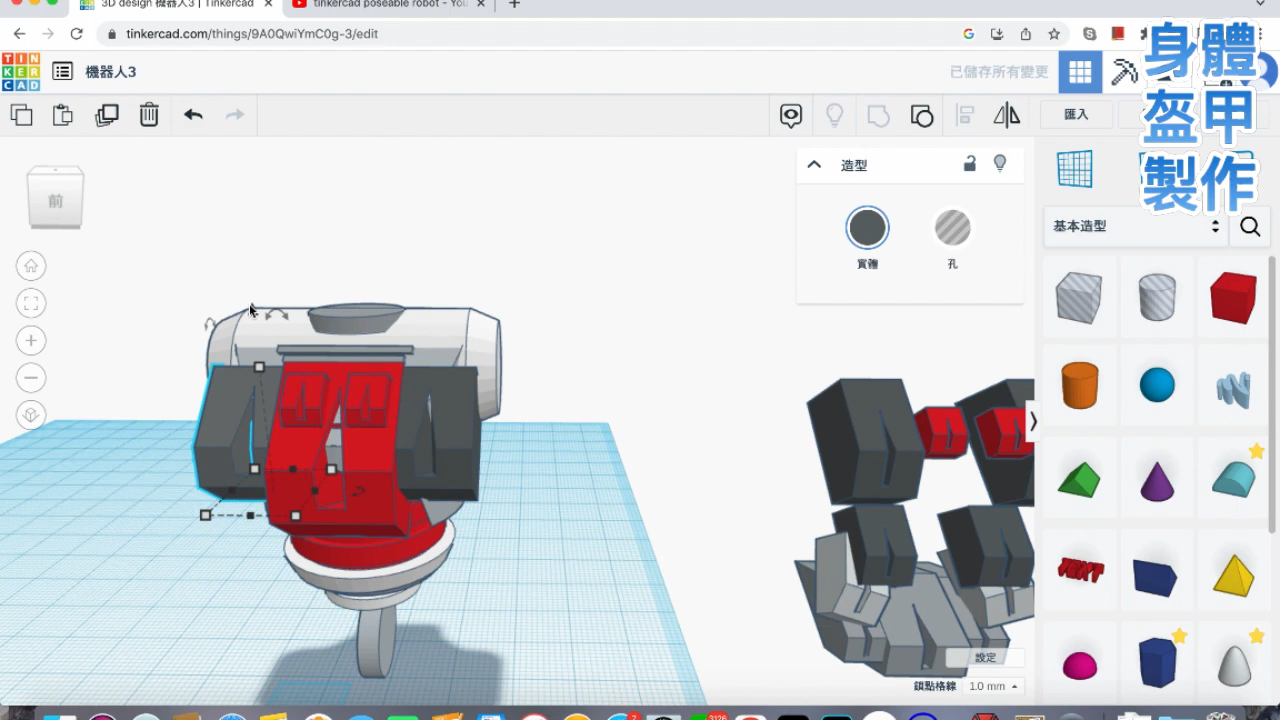 3D design 機器人3 | Tinkercad
tinkercad poseable robot - You
tinkercad.com/things/9A0QwiYmC0g-3/edit
身體
盔甲
製作
TIN
KER
CAD
機器人3
已儲存所有變更
匯入
前
造型
實體
孔
基本造型
TEXT
設定
鎖點格線
1.0 mm
3126